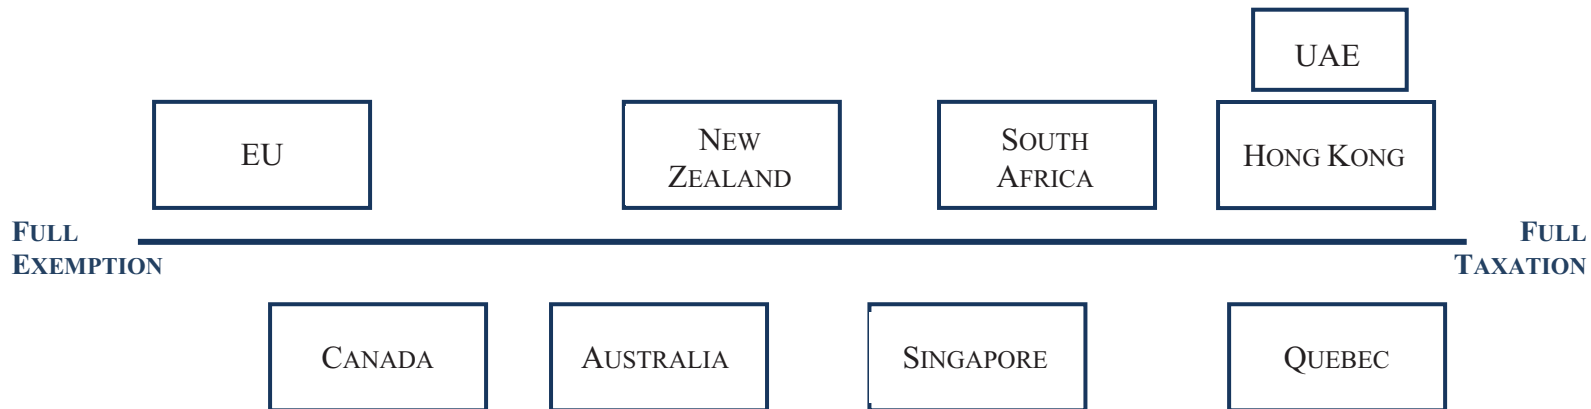 UAE
EU
NEW
ZEALAND
SOUTH
AFRICA
HONG KONG
FULL
EXEMPTION
FULL
TAXATION
CANADA
AUSTRALIA
SINGAPORE
QUEBEC